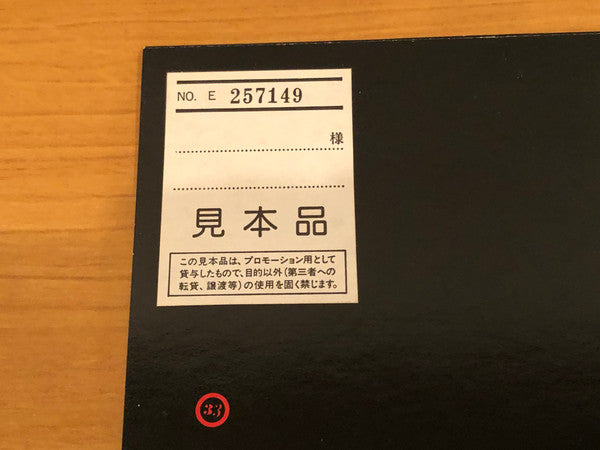 NO. E 257149
様
見本品
この見本品は、プロモーション用として
貸与したもので、目的以外(第三者への
転貸、譲渡等)の使用を固く禁じます。
33